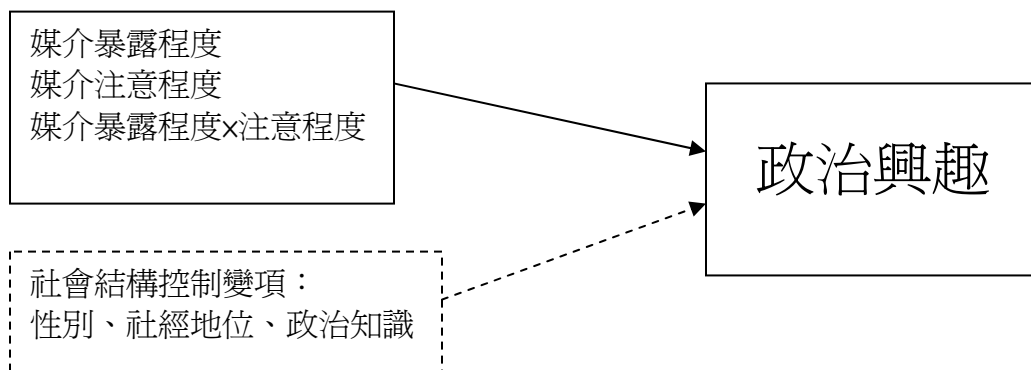 媒介暴露程度
媒介注意程度
媒介暴露程度×注意程度
政治興趣
社會結構控制變項：
性別、社經地位、政治知識